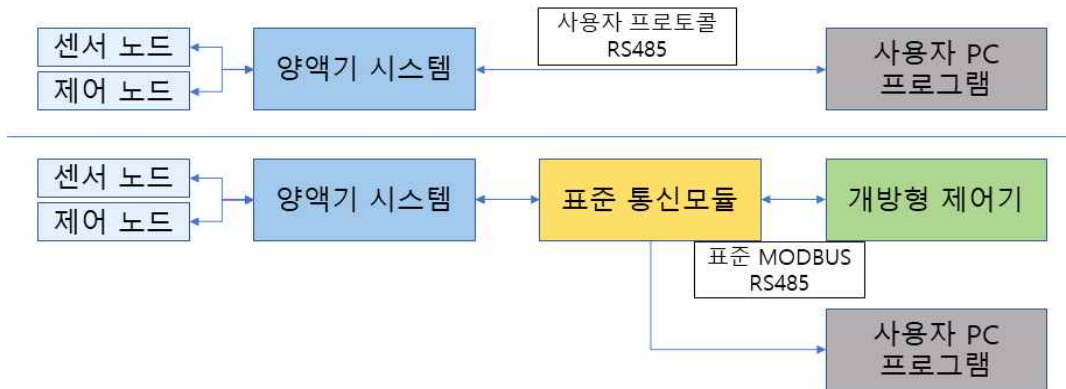 사용자 프로토콜
RS485
센서 노드
제어 노드
양액기 시스템
사용자 PC
프로그램
센서 노드
제어 노드
양액기 시스템
표준 통신모듈
개방형 제어기
표준 MODBUS
RS485
사용자 PC
프로그램